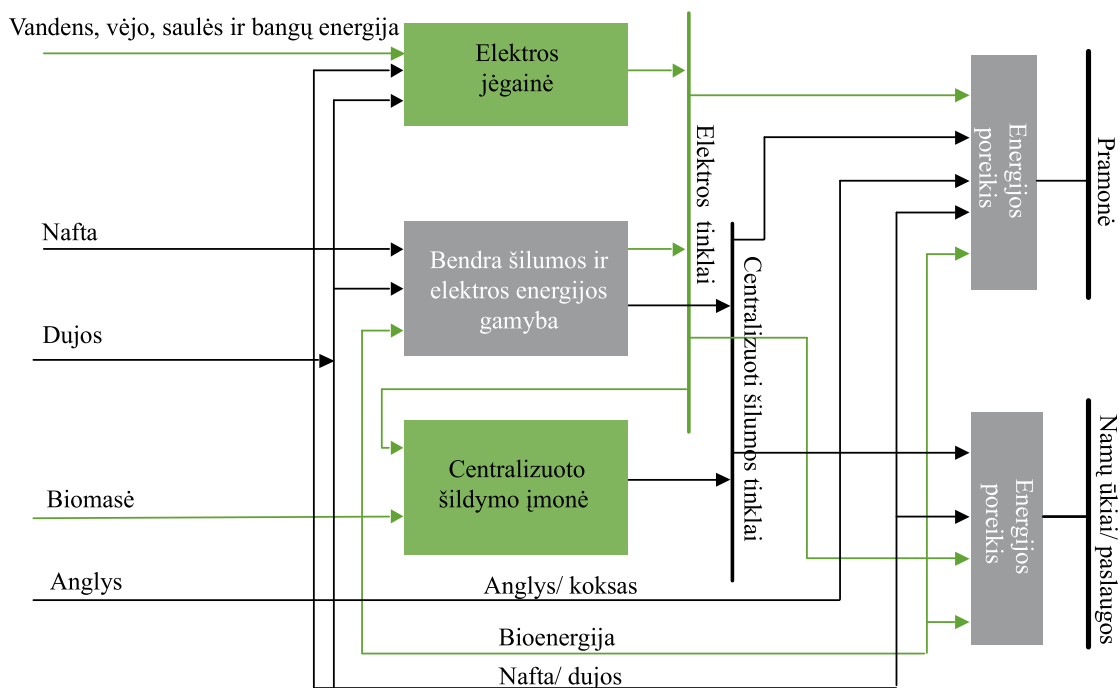 Vandens, vėjo, saulės ir bangų energija
Elektros
jėgainė
Elektros tinklai
Energijos
poreikis
Pramonė
Nafta
Bendra šilumos ir
elektros energijos
gamyba
Centralizuoti šilumos tinklai
Dujos
Centralizuoto
šildymo įmonė
Biomasė
Energijos
poreikis
Namų ūkiai/ paslaugos
Anglys
Anglys/ koksas
Bioenergija
Nafta/ dujos